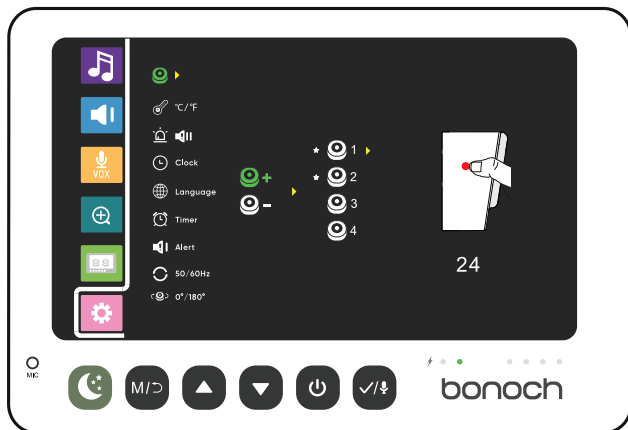 °C/°F
Clock
VOX
+
1
Language
2
-
3
Timer
4
Alert
24
50/60Hz
0°/180°
MIC
M/
/
bonoch